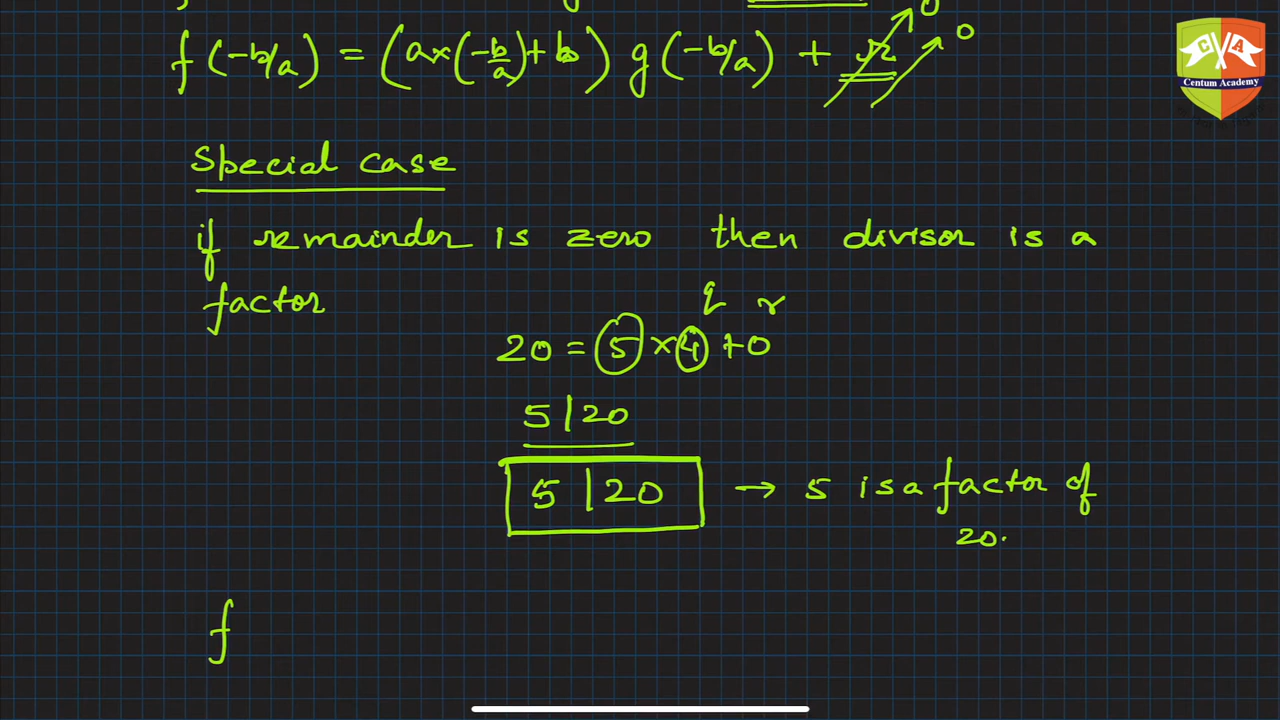 f(-b/a) = (a×(-b/a)+b) g(-b/a) + r 0 0
C A
Centum Academy
Special case
if remainder is zero then divisor is a
factor
q r
20 = 5 × 4 + 0
5 | 20
5 | 20 → 5 is a factor of
20.
f